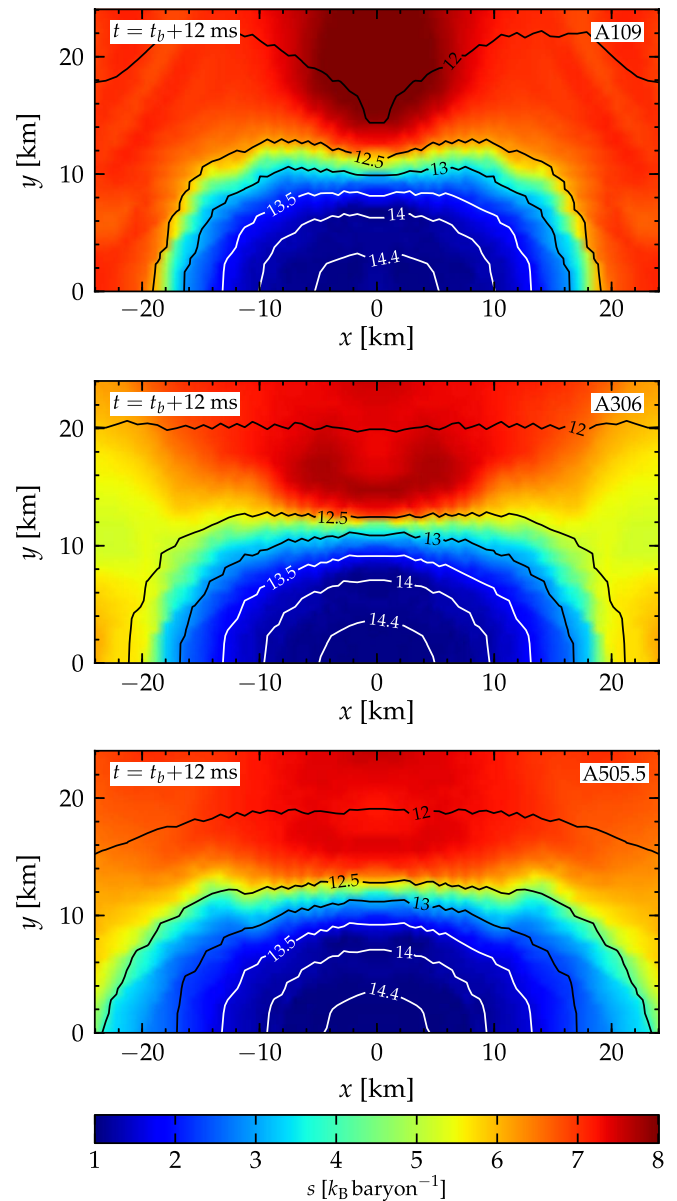 t = t_b+12 ms A109
12
12.5
13
13.5
14
14.4
y [km]
20
10
0
−20 −10 0 10 20
x [km]
t = t_b+12 ms A306
12
12.5
13
13.5
14
14.4
y [km]
20
10
0
−20 −10 0 10 20
x [km]
t = t_b+12 ms A505.5
12
12.5
13
13.5
14
14.4
y [km]
20
10
0
−20 −10 0 10 20
x [km]
1 2 3 4 5 6 7 8
s [k_B baryon⁻¹]